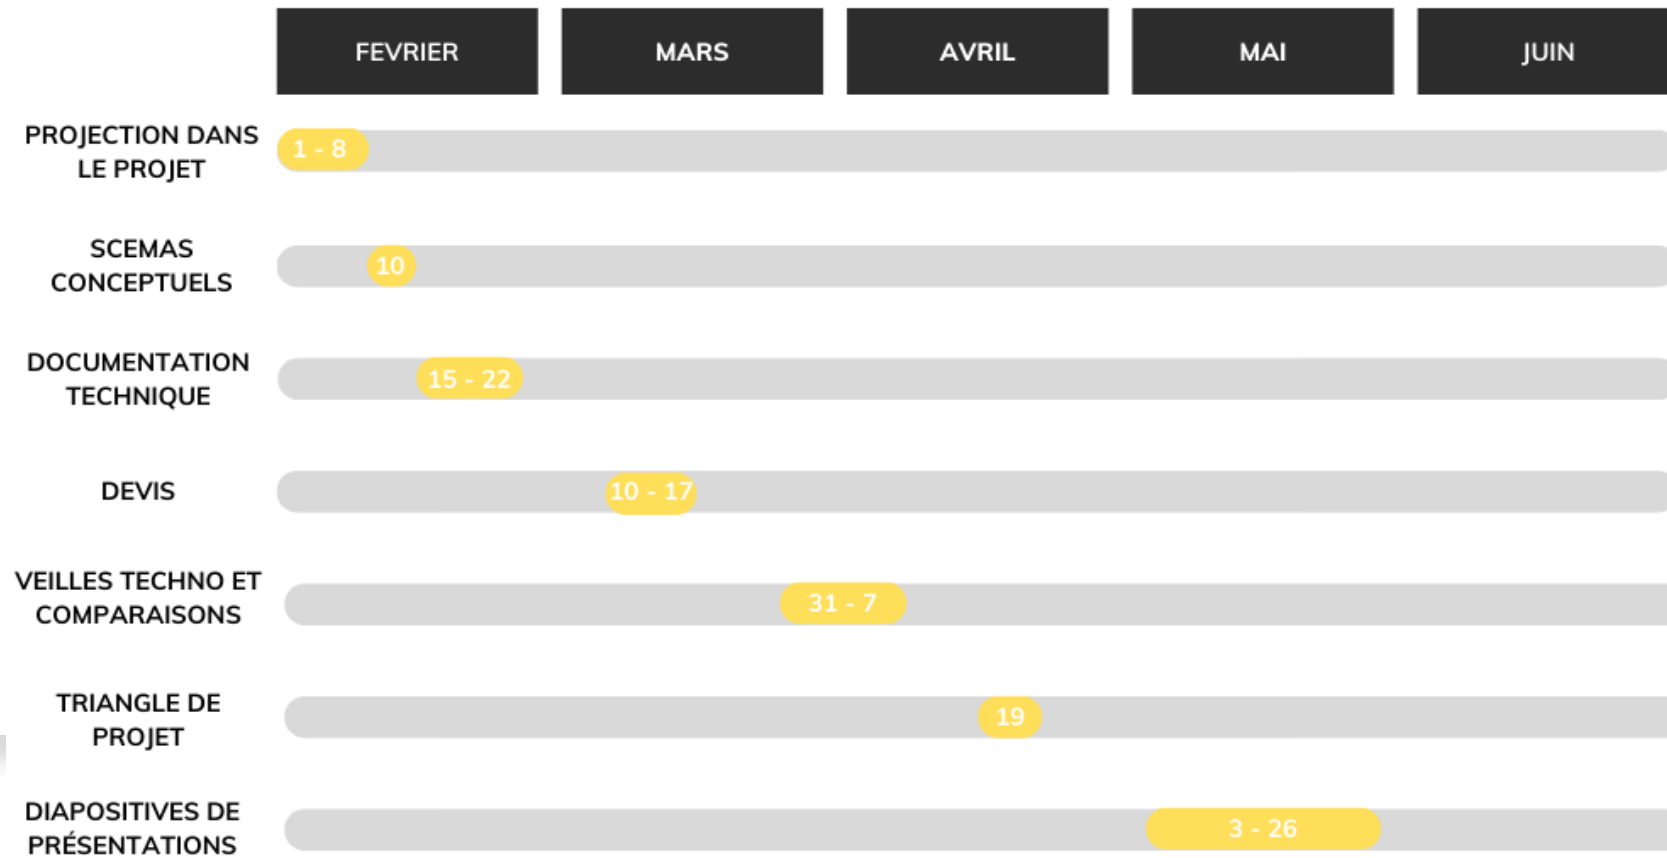 FEVRIER MARS AVRIL MAI JUIN
PROJECTION DANS
LE PROJET
1 - 8
SCEMAS
CONCEPTUELS
10
DOCUMENTATION
TECHNIQUE
15 - 22
DEVIS
10 - 17
VEILLES TECHNO ET
COMPARAISONS
31 - 7
TRIANGLE DE
PROJET
19
DIAPOSITIVES DE
PRÉSENTATIONS
3 - 26